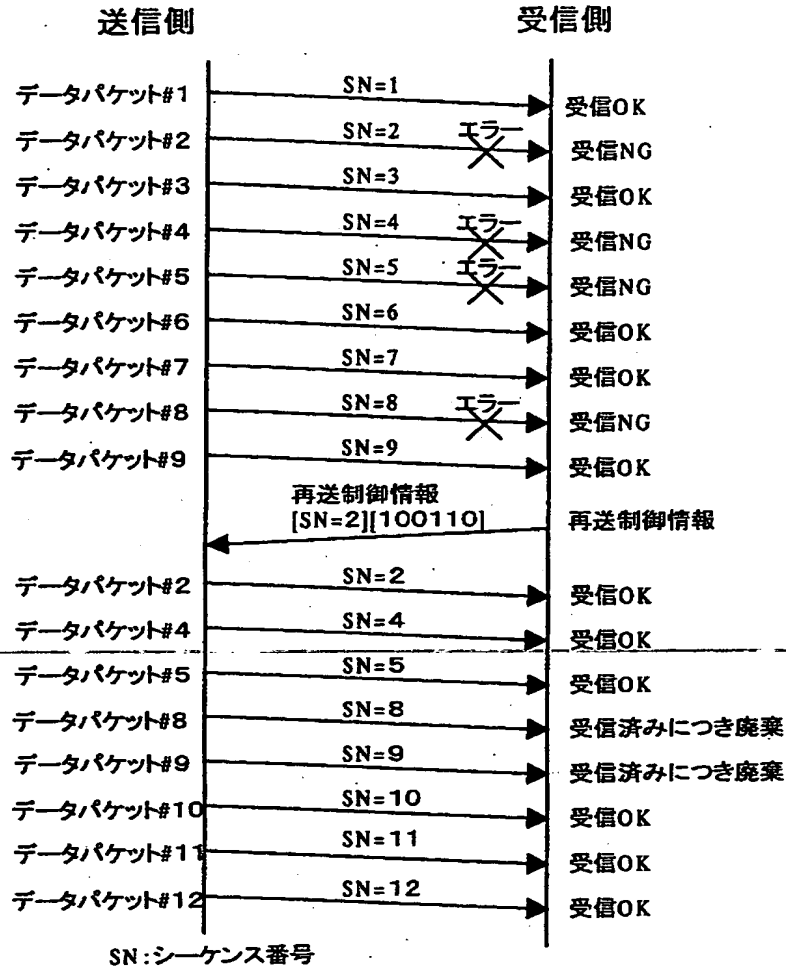 送信側 受信側
データパケット#1 SN=1 受信OK
データパケット#2 SN=2 エラー 受信NG
データパケット#3 SN=3 受信OK
データパケット#4 SN=4 エラー 受信NG
データパケット#5 SN=5 エラー 受信NG
データパケット#6 SN=6 受信OK
データパケット#7 SN=7 受信OK
データパケット#8 SN=8 エラー 受信NG
データパケット#9 SN=9 受信OK
再送制御情報
[SN=2][100110] 再送制御情報
データパケット#2 SN=2 受信OK
データパケット#4 SN=4 受信OK
データパケット#5 SN=5 受信OK
データパケット#8 SN=8 受信済みにつき廃棄
データパケット#9 SN=9 受信済みにつき廃棄
データパケット#10 SN=10 受信OK
データパケット#11 SN=11 受信OK
データパケット#12 SN=12 受信OK
SN:シーケンス番号